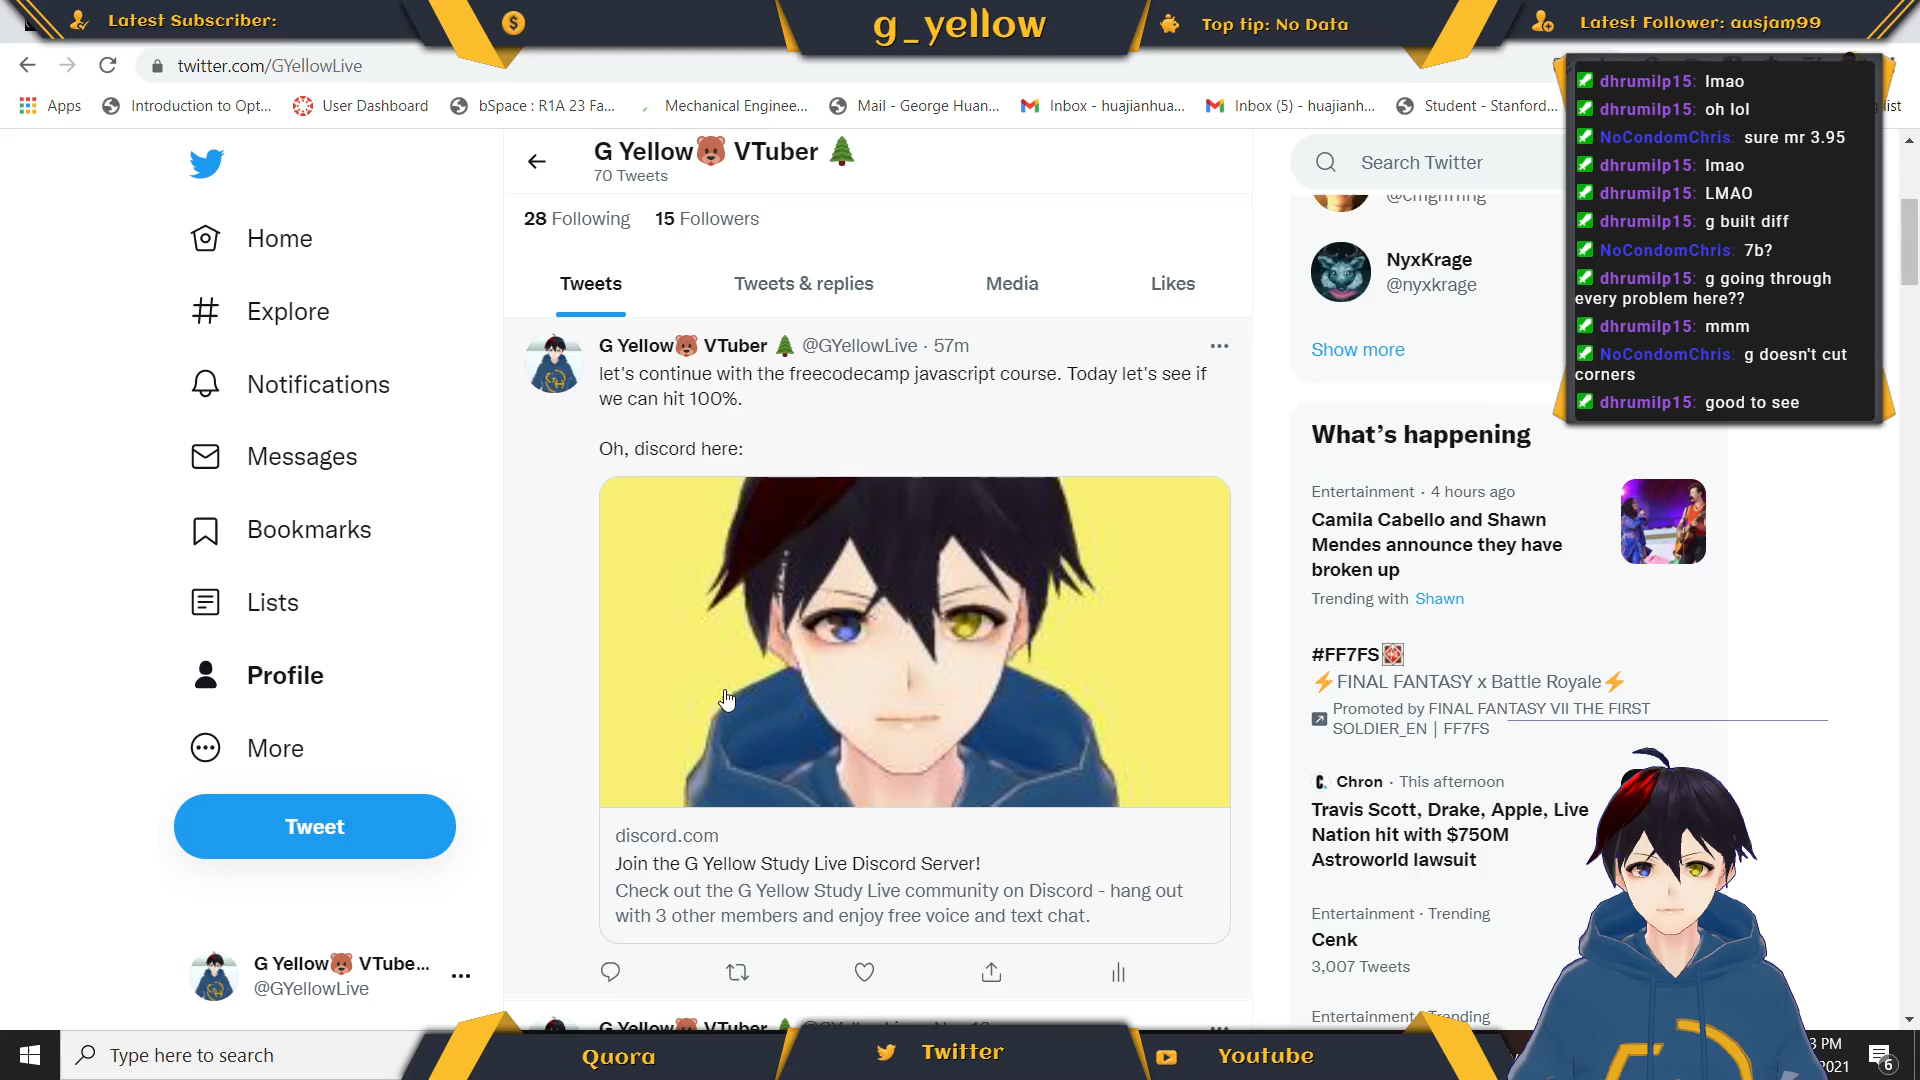 Latest Subscriber:
g_yellow
Top tip: No Data
Latest Follower: ausjam99
twitter.com/GYellowLive
Apps
Introduction to Opt...
User Dashboard
bSpace : R1A 23 Fa...
Mechanical Enginee...
Mail - George Huan...
Inbox - huajianhua...
Inbox (5) - huajianh...
Student - Stanford...
list
dhrumilp15: lmao
dhrumilp15: oh lol
NoCondomChris: sure mr 3.95
dhrumilp15: lmao
dhrumilp15: LMAO
dhrumilp15: g built diff
NoCondomChris: 7b?
dhrumilp15: g going through
every problem here??
dhrumilp15: mmm
NoCondomChris: g doesn't cut
corners
dhrumilp15: good to see
Home
Explore
Notifications
Messages
Bookmarks
Lists
Profile
More
Tweet
G Yellow🐻 VTube...
@GYellowLive
G Yellow🐻 VTuber 🌲
70 Tweets
28 Following 15 Followers
Tweets
Tweets & replies
Media
Likes
G Yellow🐻 VTuber 🌲 @GYellowLive · 57m
let's continue with the freecodecamp javascript course. Today let's see if
we can hit 100%.
Oh, discord here:
discord.com
Join the G Yellow Study Live Discord Server!
Check out the G Yellow Study Live community on Discord - hang out
with 3 other members and enjoy free voice and text chat.
G Yellow🐻 VTuber 🌲
Search Twitter
NyxKrage
@nyxkrage
Show more
What's happening
Entertainment · 4 hours ago
Camila Cabello and Shawn
Mendes announce they have
broken up
Trending with Shawn
#FF7FS
⚡FINAL FANTASY x Battle Royale⚡
Promoted by FINAL FANTASY VII THE FIRST
SOLDIER_EN | FF7FS
Chron · This afternoon
Travis Scott, Drake, Apple, Live
Nation hit with $750M
Astroworld lawsuit
Entertainment · Trending
Cenk
3,007 Tweets
Entertainment · Trending
Type here to search
Quora
Twitter
Youtube
3 PM
2021
6